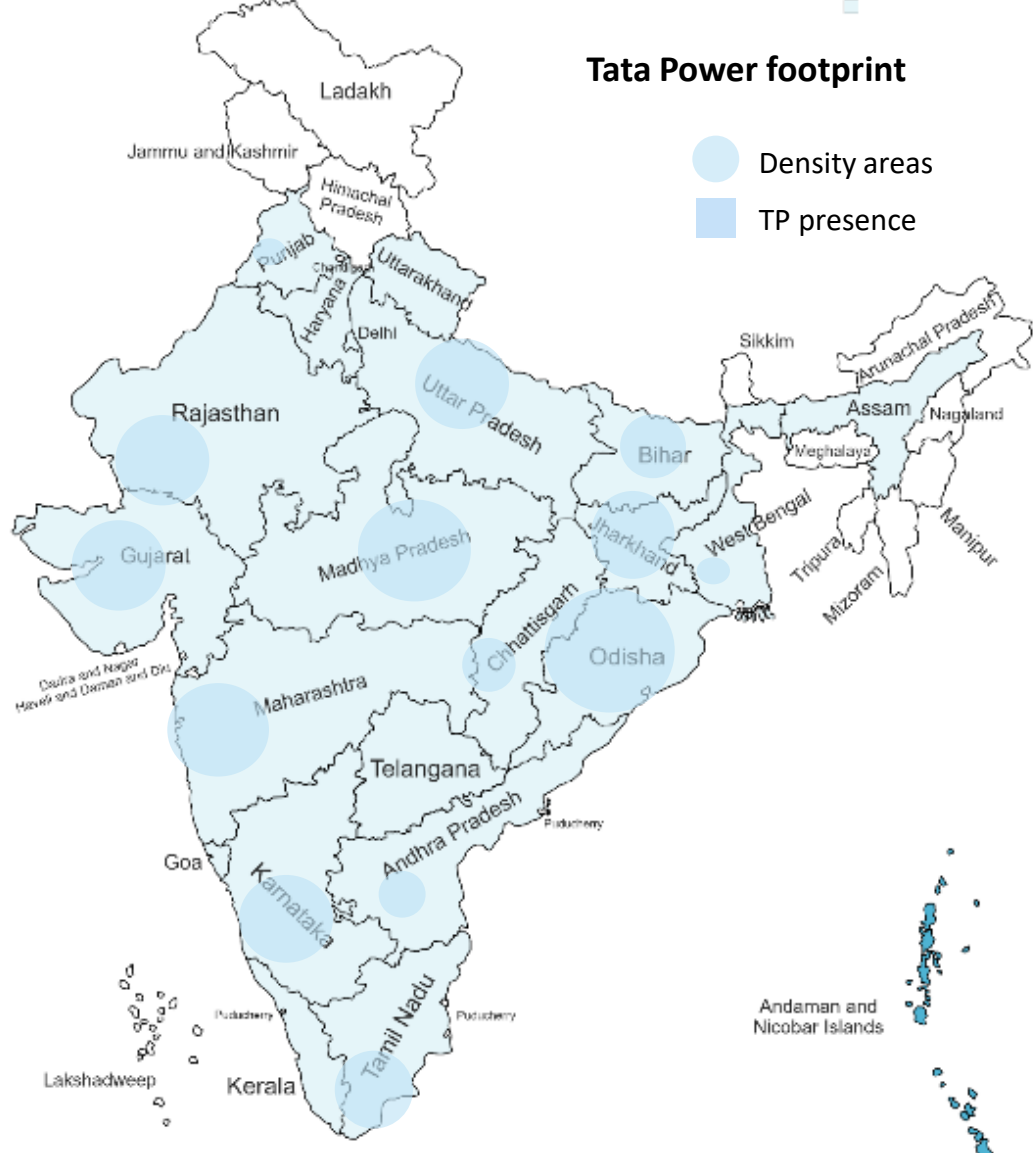 Tata Power footprint
Density areas
TP presence
Ladakh
Jammu and Kashmir
Himachal
Pradesh
Punjab
Chandigarh
Uttarakhand
Haryana
Delhi
Sikkim
Arunachal Pradesh
Rajasthan
Uttar Pradesh
Assam
Nagaland
Bihar
Meghalaya
Gujarat
Madhya Pradesh
Jharkhand
West Bengal
Tripura
Mizoram
Manipur
Chhattisgarh
Odisha
Dadra and Nagar
Haveli and Daman and Diu
Maharashtra
Telangana
Andhra Pradesh
Puducherry
Goa
Karnataka
Tamil Nadu
Puducherry
Puducherry
Andaman and
Nicobar Islands
Lakshadweep
Kerala